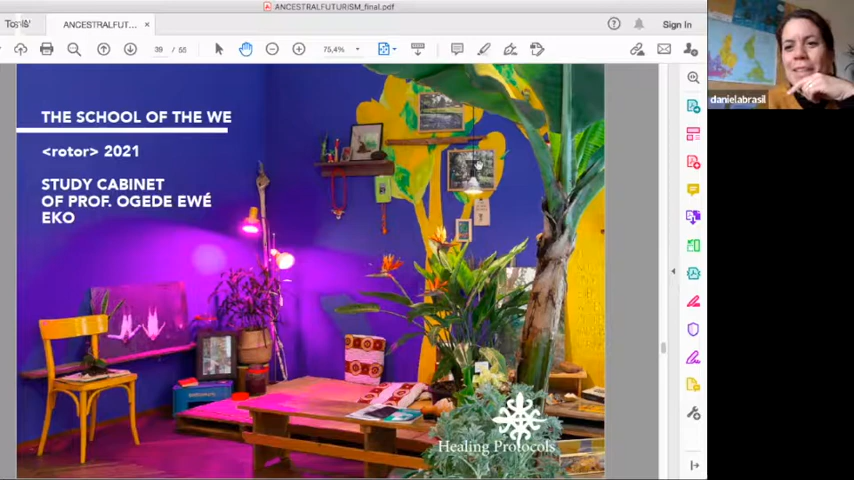 ANCESTRALFUTURISM_final.pdf
ANCESTRALFUT... ×
Sign In
39 / 55
75,4%
danielabrasil
THE SCHOOL OF THE WE
<rotor> 2021
STUDY CABINET
OF PROF. OGEDE EWÉ
EKO
Healing Protocols